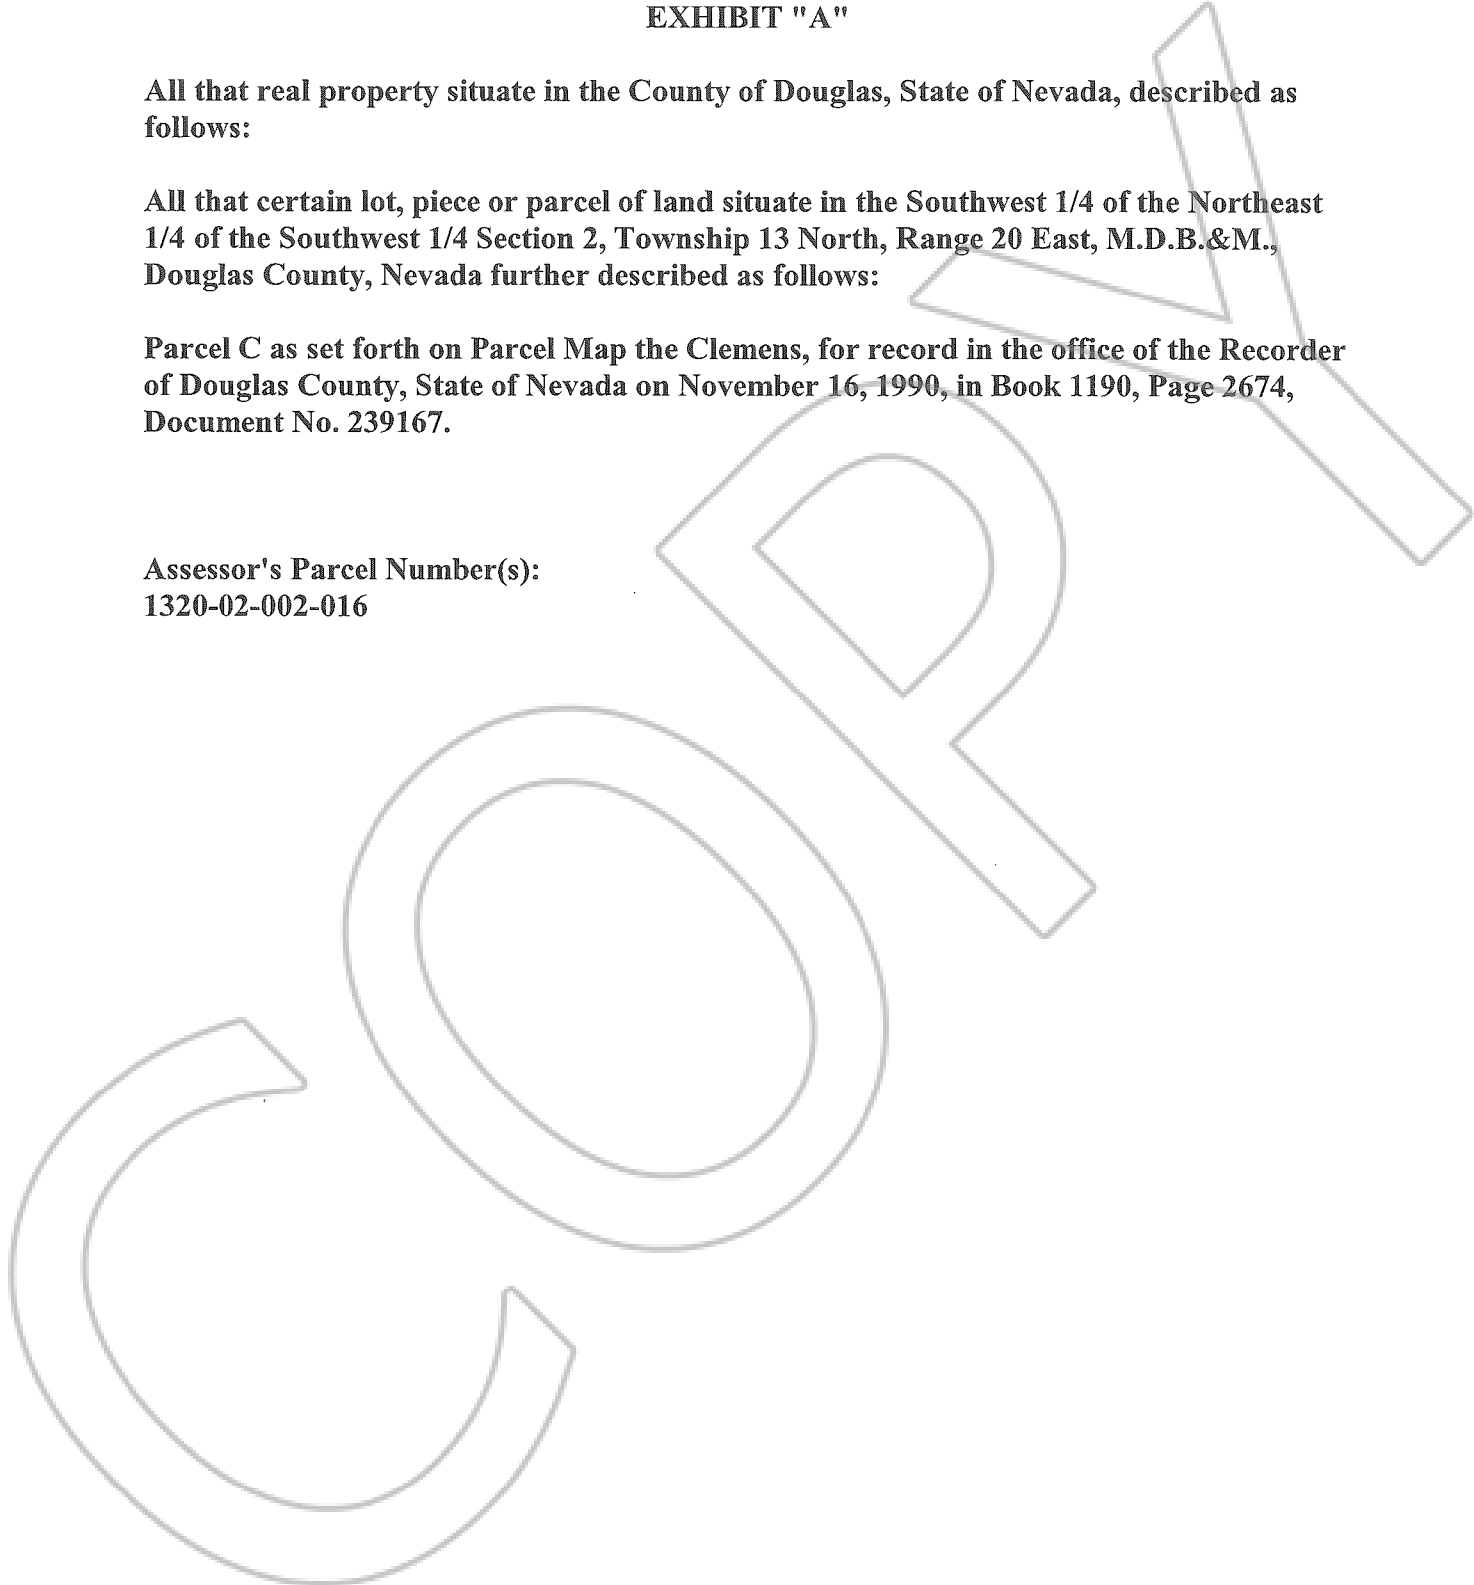 EXHIBIT "A"
All that real property situate in the County of Douglas, State of Nevada, described as
follows:
All that certain lot, piece or parcel of land situate in the Southwest 1/4 of the Northeast
1/4 of the Southwest 1/4 Section 2, Township 13 North, Range 20 East, M.D.B.&M.,
Douglas County, Nevada further described as follows:
Parcel C as set forth on Parcel Map the Clemens, for record in the office of the Recorder
of Douglas County, State of Nevada on November 16, 1990, in Book 1190, Page 2674,
Document No. 239167.
Assessor's Parcel Number(s):
1320-02-002-016
COPY